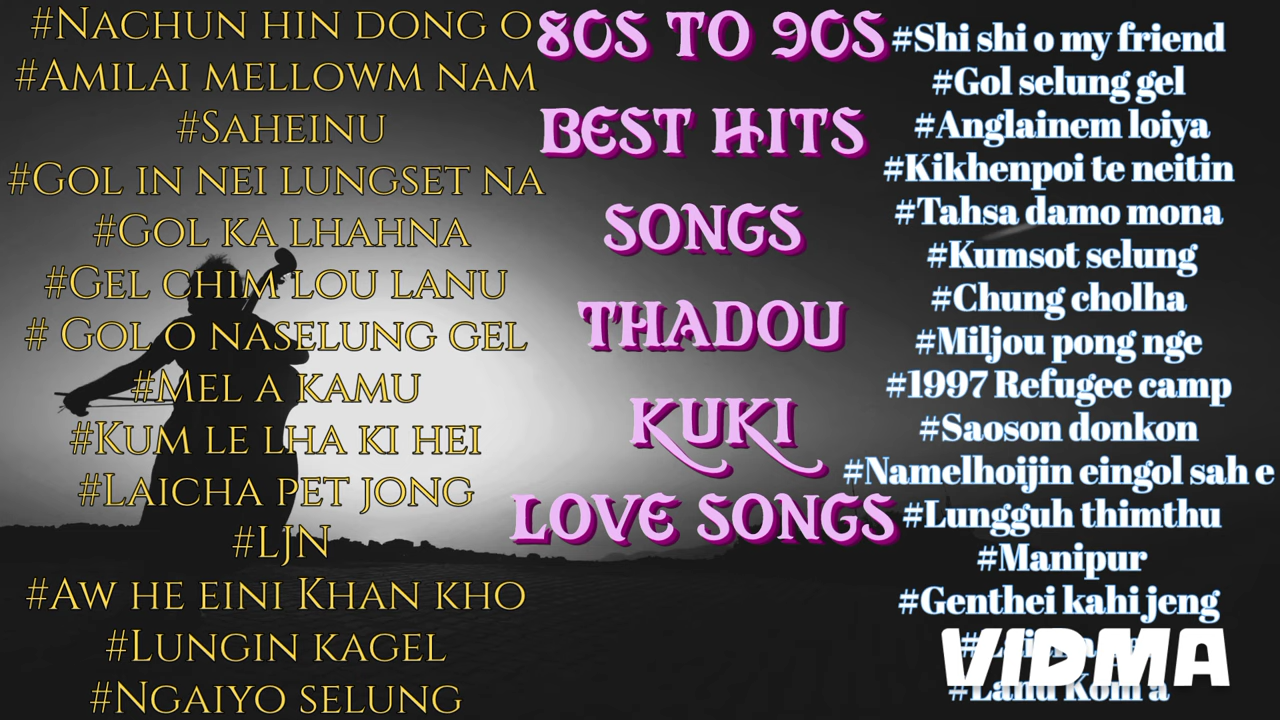 #Nachun hin dong o
#Amilai mellowm nam
#Saheinu
#Gol in nei lungset na
#Gol ka lhahna
#Gel chim lou lanu
# Gol o naselung gel
#Mel a kamu
#Kum le lha ki hei
#Laicha pet jong
#LJN
#Aw he eini Khan kho
#Lungin kagel
#Ngaiyo selung
80s to 90s
Best Hits
Songs
Thadou
Kuki
Love Songs
#Shi shi o my friend
#Gol selung gel
#Anglainem loiya
#Kikhenpoi te neitin
#Tahsa damo mona
#Kumsot selung
#Chung cholha
#Miljou pong nge
#1997 Refugee camp
#Saoson donkon
#Namelhoijin eingol sah e
#Lungguh thimthu
#Manipur
#Genthei kahi jeng
#Lanu Kom a
VIDMA